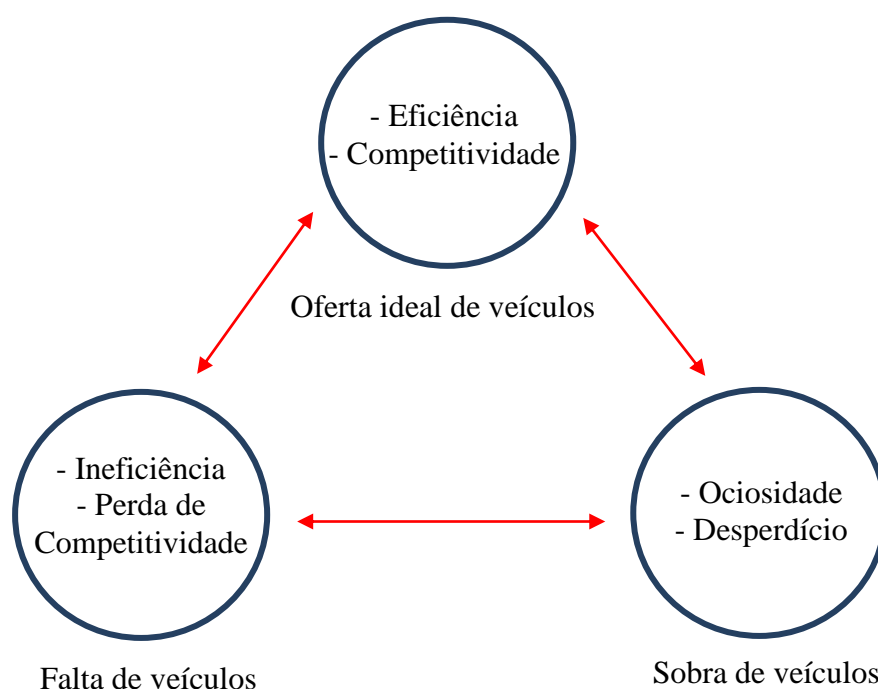 - Eficiência
- Competitividade
Oferta ideal de veículos
- Ineficiência
- Perda de
Competitividade
Falta de veículos
- Ociosidade
- Desperdício
Sobra de veículos